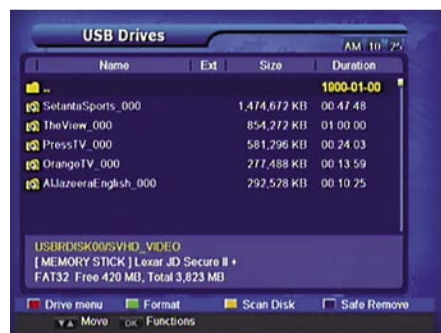 USB Drives
AM 10 25
Name Ext Size Duration
.. 1900-01-00
SetantaSports_000 1,474,672 KB 00 47 48
TheView_000 854,272 KB 01 00 00
PressTV_000 581,296 KB 00 24 03
OrangeTV_000 277,488 KB 00 13 59
AlJazeeraEnglish_000 292,528 KB 00 10 25
USBRDISK00/SVHD_VIDEO
[ MEMORY STICK ] Lexar JD Secure II +
FAT32 Free 420 MB, Total 3,823 MB
Drive menu Format Scan Disk Safe Remove
▼▲ Move OK Functions